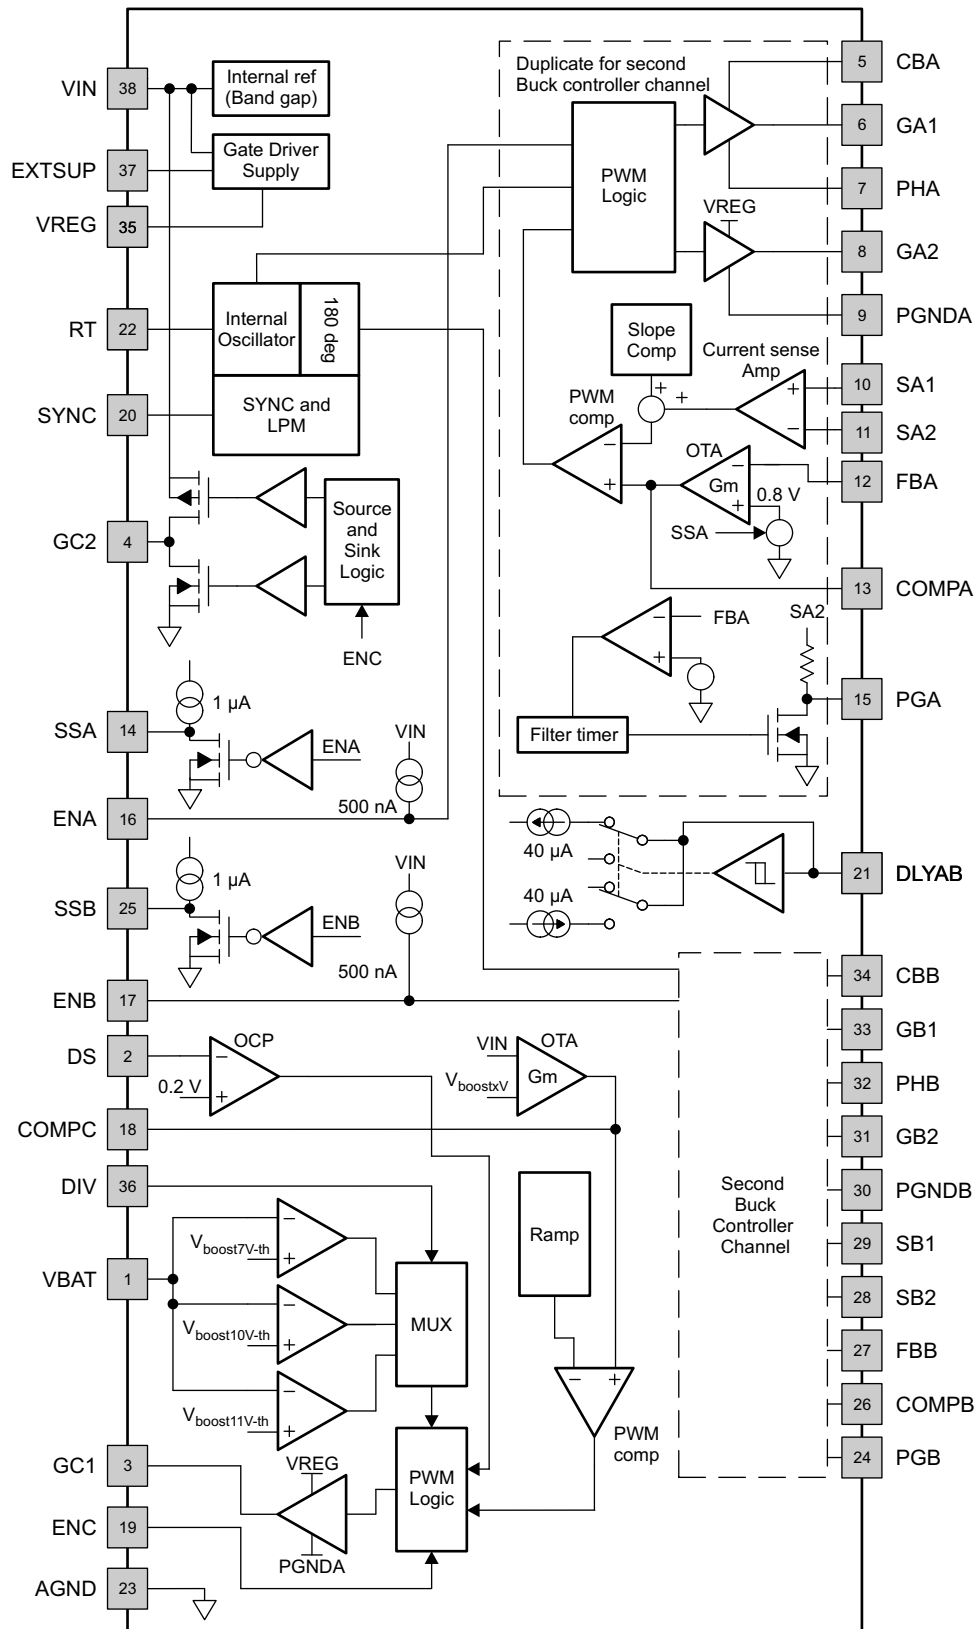 VIN
38
Internal ref
(Band gap)
EXTSUP
37
Gate Driver
Supply
VREG
35
RT
22
Internal
Oscillator
180 deg
SYNC
20
SYNC and
LPM
GC2
4
Source
and
Sink
Logic
ENC
1 µA
SSA
14
ENA
VIN
500 nA
ENA
16
1 µA
SSB
25
ENB
VIN
500 nA
ENB
17
DS
2
OCP
−
+
0.2 V
VIN
VboostxV
OTA
Gm
COMPC
18
DIV
36
VBAT
1
Vboost7V-th
−
+
Vboost10V-th
−
+
Vboost11V-th
−
+
MUX
Ramp
−
+
PWM
comp
GC1
3
VREG
PGNDA
PWM
Logic
ENC
19
AGND
23
Duplicate for second
Buck controller channel
PWM
Logic
VREG
Slope
Comp
Current sense
Amp
+
+
+
−
PWM
comp
−
+
OTA
Gm
−
+
0.8 V
SSA
FBA
−
+
SA2
Filter timer
40 µA
40 µA
Second
Buck
Controller
Channel
5
CBA
6
GA1
7
PHA
8
GA2
9
PGNDA
10
SA1
11
SA2
12
FBA
13
COMPA
15
PGA
21
DLYAB
34
CBB
33
GB1
32
PHB
31
GB2
30
PGNDB
29
SB1
28
SB2
27
FBB
26
COMPB
24
PGB